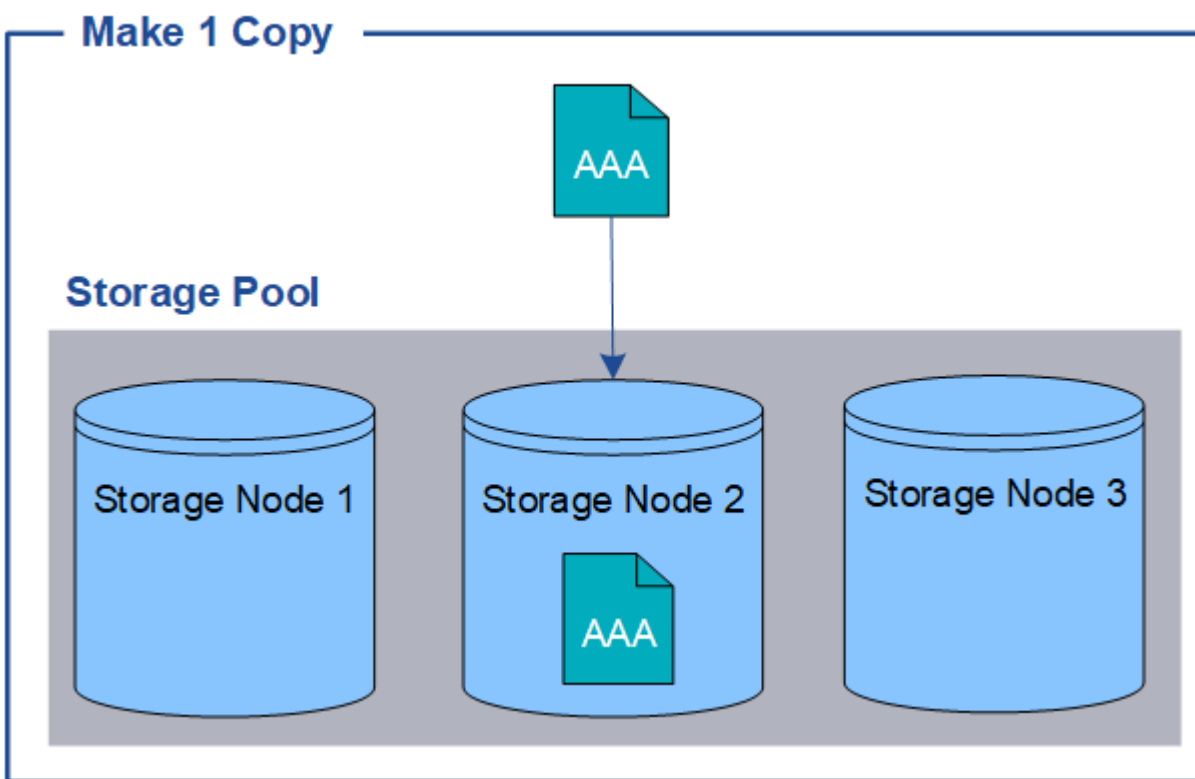 Make 1 Copy
AAA
Storage Pool
Storage Node 1
Storage Node 2
Storage Node 3
AAA